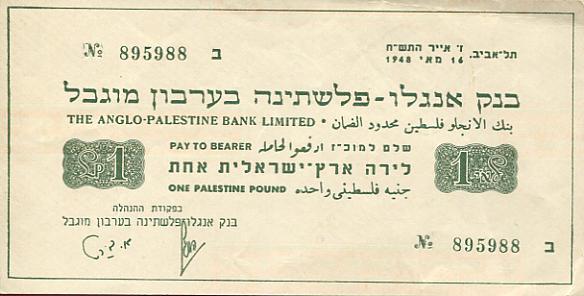 תל־אביב. ז׳ אייר התש״ח
16 מאי 1948
№ 895988 ב
בנק אנגלו-פלשתינה בערבון מוגבל
THE ANGLO-PALESTINE BANK LIMITED • بنك الانجلو فلسطين محدود الضمان
PAY TO BEARER שלם למוכ״ז ادفعوا لحامله
£P1
לירה ארץ-ישראלית אחת
1
ONE PALESTINE POUND جنيه فلسطيني واحد
בפקודת ההנהלה
בנק אנגלו-פלשתינה בערבון מוגבל
№ 895988 ב